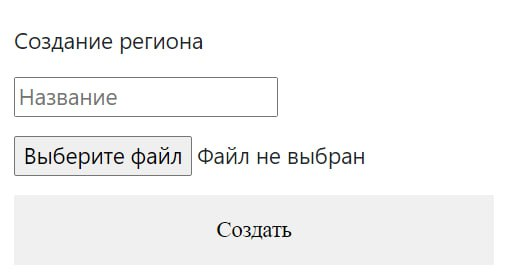 Создание региона
Название
Выберите файл Файл не выбран
Создать